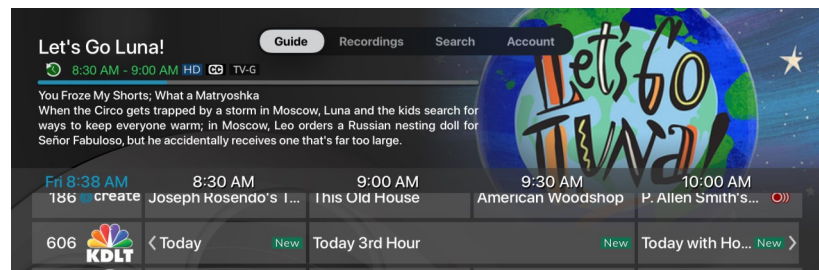 Let's Go Luna!
Guide Recordings Search Account
8:30 AM - 9:00 AM HD CC TV-G
You Froze My Shorts; What a Matryoshka
When the Circo gets trapped by a storm in Moscow, Luna and the kids search for
ways to keep everyone warm; in Moscow, Leo orders a Russian nesting doll for
Señor Fabuloso, but he accidentally receives one that's far too large.
Let's GO
LUNA!
Fri 8:38 AM 8:30 AM 9:00 AM 9:30 AM 10:00 AM
186 create Joseph Rosendo's T... This Old House American Woodshop P. Allen Smith's...
606 KDLT Today New Today 3rd Hour New Today with Ho... New